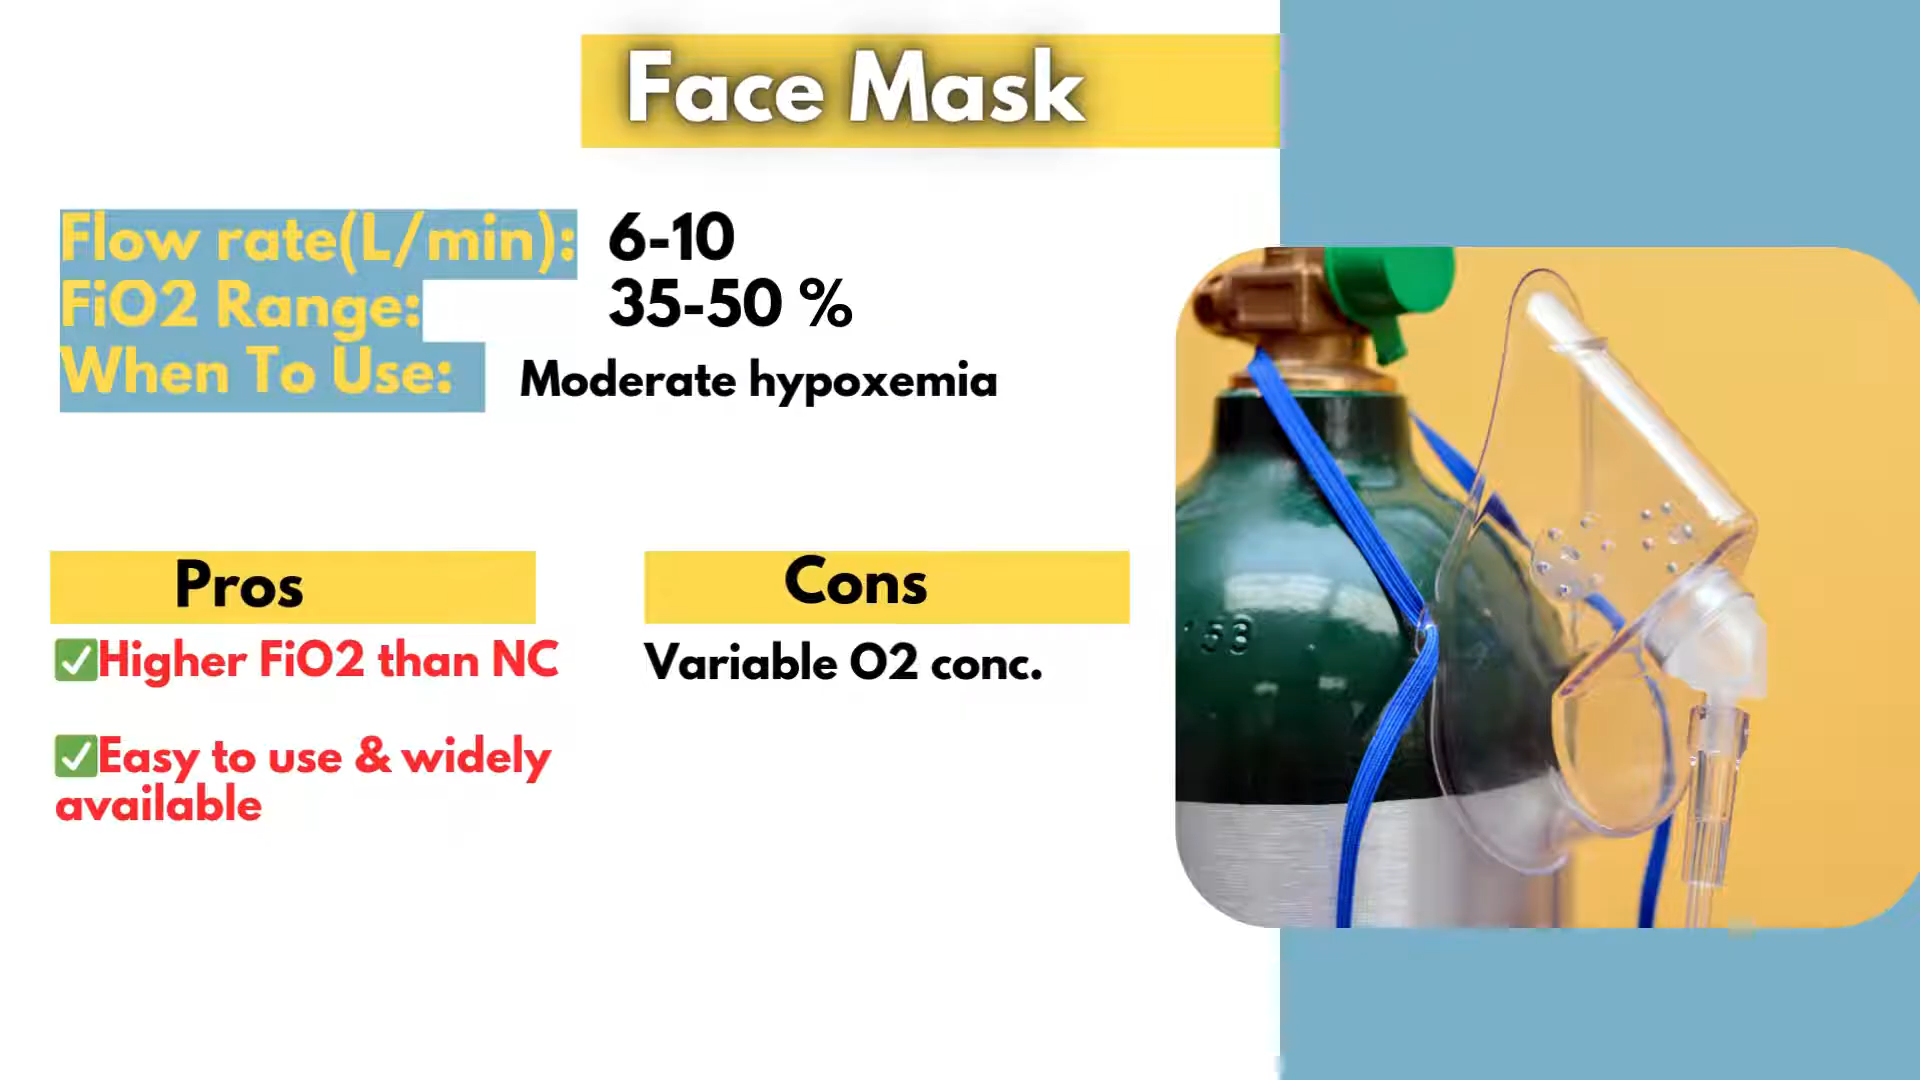 Face Mask
Flow rate(L/min): 6-10
FiO2 Range: 35-50 %
When To Use: Moderate hypoxemia
Pros
Cons
✅Higher FiO2 than NC
Variable O2 conc.
✅Easy to use & widely
available
53